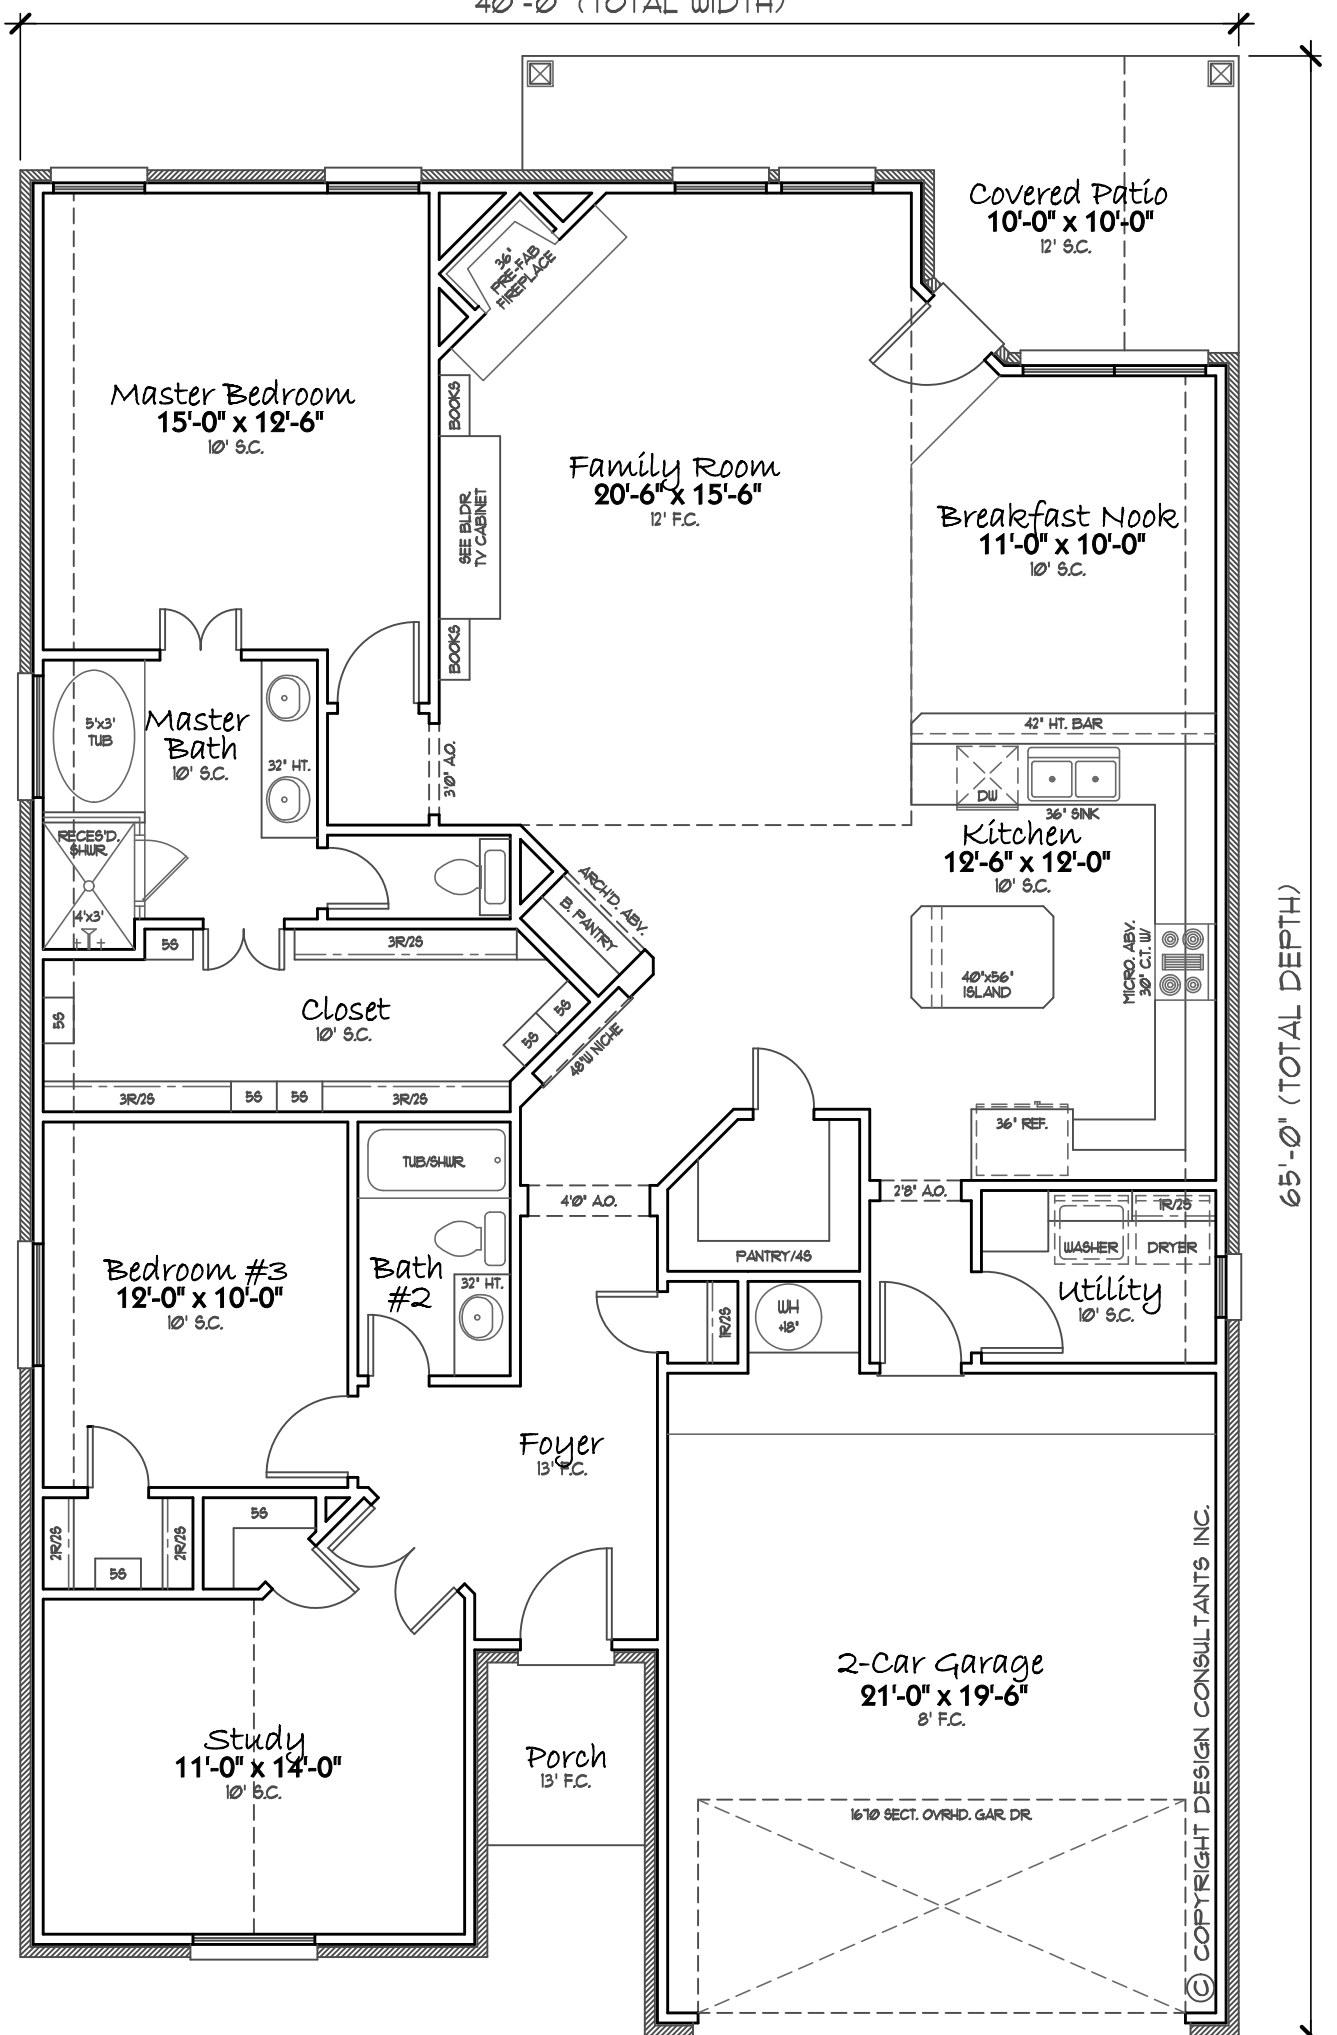 40'-0" (TOTAL WIDTH)
Covered Patio
10'-0" x 10'-0"
12' S.C.
36"
PRE-FAB
FIREPLACE
Master Bedroom
15'-0" x 12'-6"
10' S.C.
BOOKS
SEE BLDR
TV CABINET
BOOKS
Family Room
20'-6" x 15'-6"
12' F.C.
Breakfast Nook
11'-0" x 10'-0"
10' S.C.
5'x3'
TUB
Master
Bath
10' S.C.
32" HT.
3'0" A.O.
42" HT. BAR
DW
36" SINK
Kitchen
12'-6" x 12'-0"
10' S.C.
RECES'D.
SHWR
4'x3'
ARCH'D. ABV.
B. PANTRY
5S
3R/2S
MICRO. ABV.
30" C.T. W/
40"x56"
ISLAND
65'-0" (TOTAL DEPTH)
Closet
10' S.C.
5S
5S
5S
48"W NICHE
3R/2S
5S
5S
3R/2S
36" REF.
TUB/SHWR
4'0" A.O.
2'8" A.O.
1R/2S
WASHER
DRYER
PANTRY/4S
Bedroom #3
12'-0" x 10'-0"
10' S.C.
Bath
#2
32" HT.
Utility
10' S.C.
1R/2S
WH
+18"
Foyer
13' F.C.
2R/2S
5S
2R/2S
5S
2-Car Garage
21'-0" x 19'-6"
8' F.C.
Study
11'-0" x 14'-0"
10' S.C.
Porch
13' F.C.
1670 SECT. OVRHD. GAR. DR.
© COPYRIGHT DESIGN CONSULTANTS INC.